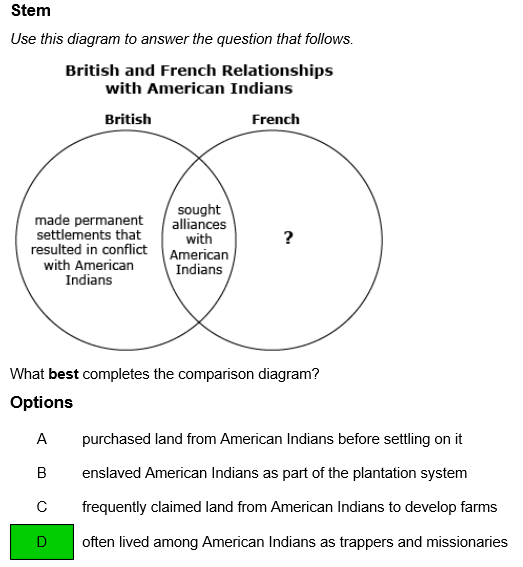 Stem
Use this diagram to answer the question that follows.
British and French Relationships
with American Indians
British
French
made permanent
settlements that
resulted in conflict
with American
Indians
sought
alliances
with
American
Indians
?
What best completes the comparison diagram?
Options
A purchased land from American Indians before settling on it
B enslaved American Indians as part of the plantation system
C frequently claimed land from American Indians to develop farms
D often lived among American Indians as trappers and missionaries